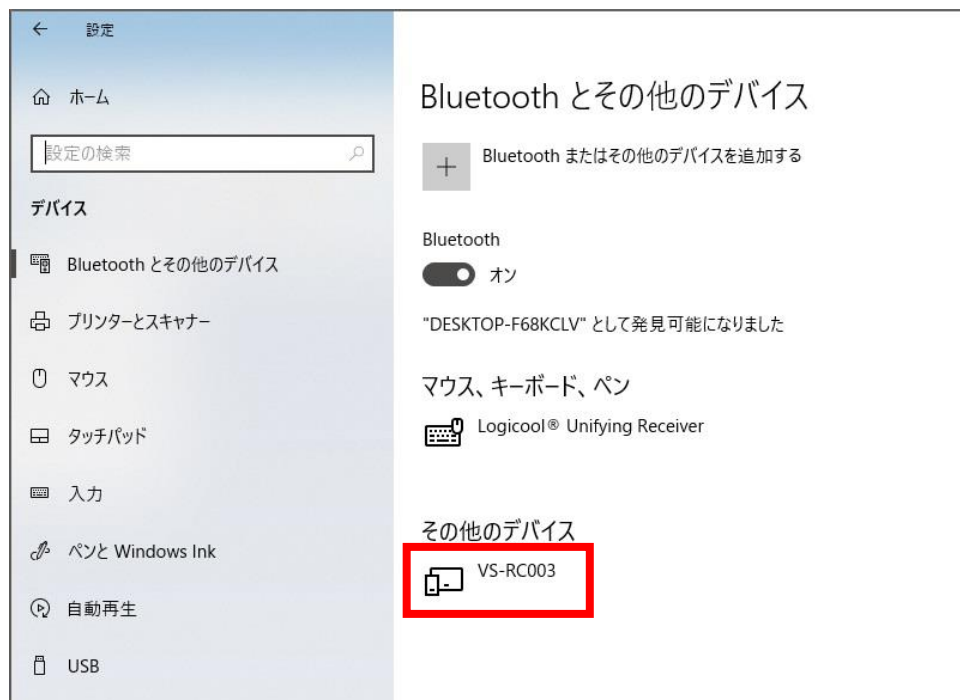 設定
ホーム
設定の検索
デバイス
Bluetooth とその他のデバイス
プリンターとスキャナー
マウス
タッチパッド
入力
ペンと Windows Ink
自動再生
USB
Bluetooth とその他のデバイス
Bluetooth またはその他のデバイスを追加する
Bluetooth
オン
"DESKTOP-F68KCLV" として発見可能になりました
マウス、キーボード、ペン
Logicool® Unifying Receiver
その他のデバイス
VS-RC003